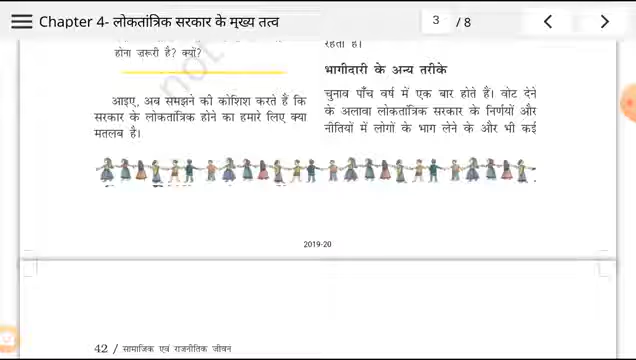 Chapter 4- लोकतांत्रिक सरकार के मुख्य तत्व
3 / 8
होना ज़रूरी है? क्यों?
आइए, अब समझने की कोशिश करते हैं कि
सरकार के लोकतांत्रिक होने का हमारे लिए क्या
मतलब है।
रहता है।
भागीदारी के अन्य तरीके
चुनाव पाँच वर्ष में एक बार होते हैं। वोट देने
के अलावा लोकतांत्रिक सरकार के निर्णयों और
नीतियों में लोगों के भाग लेने के और भी कई
2019-20
42 / सामाजिक एवं राजनीतिक जीवन